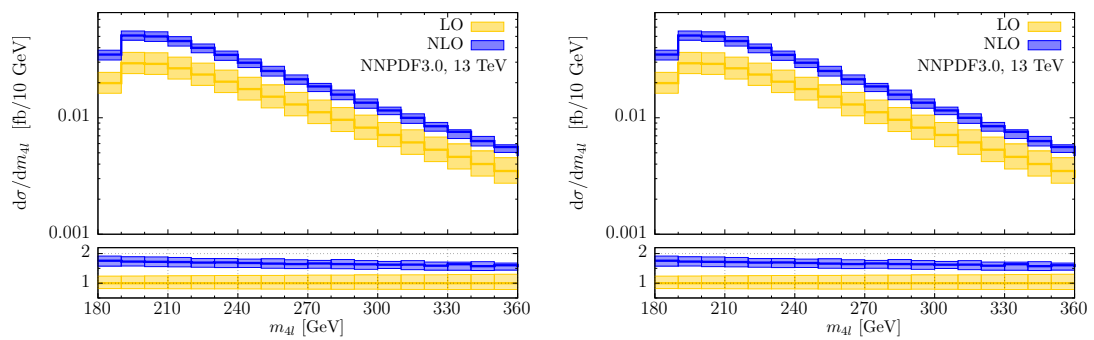 LO
NLO
NNPDF3.0, 13 TeV
dσ/dm4l [fb/10 GeV]
0.01
0.001
2
1
180 210 240 270 300 330 360
m4l [GeV]
LO
NLO
NNPDF3.0, 13 TeV
dσ/dm4l [fb/10 GeV]
0.01
0.001
2
1
180 210 240 270 300 330 360
m4l [GeV]